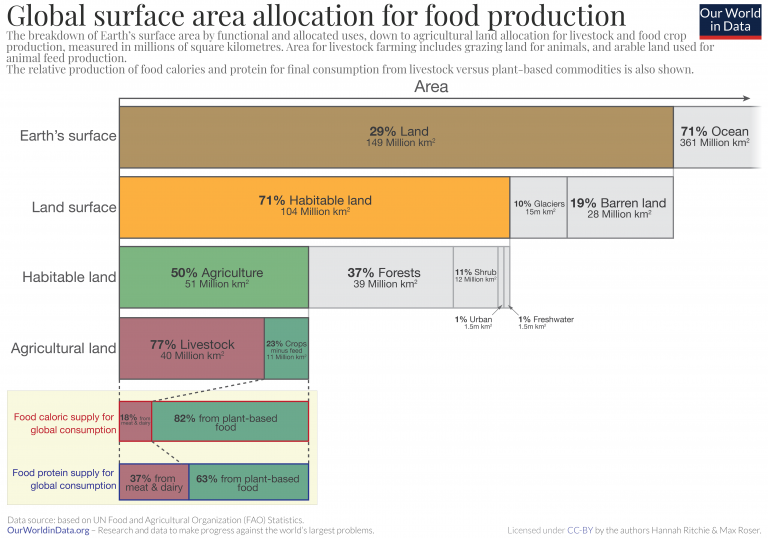 Global surface area allocation for food production
Our World
in Data
The breakdown of Earth's surface area by functional and allocated uses, down to agricultural land allocation for livestock and food crop
production, measured in millions of square kilometres. Area for livestock farming includes grazing land for animals, and arable land used for
animal feed production.
The relative production of food calories and protein for final consumption from livestock versus plant-based commodities is also shown.
Area
Earth's surface
29% Land
149 Million km²
71% Ocean
361 Million km²
Land surface
71% Habitable land
104 Million km²
10% Glaciers
15m km²
19% Barren land
28 Million km²
Habitable land
50% Agriculture
51 Million km²
37% Forests
39 Million km²
11% Shrub
12 Million km²
1% Urban
1.5m km²
1% Freshwater
1.5m km²
Agricultural land
77% Livestock
40 Million km²
23% Crops
minus feed
11 Million km²
Food caloric supply for
global consumption
18% from
meat & dairy
82% from plant-based
food
Food protein supply for
global consumption
37% from
meat & dairy
63% from plant-based
food
Data source: based on UN Food and Agricultural Organization (FAO) Statistics.
OurWorldinData.org – Research and data to make progress against the world's largest problems.
Licensed under CC-BY by the authors Hannah Ritchie & Max Roser.